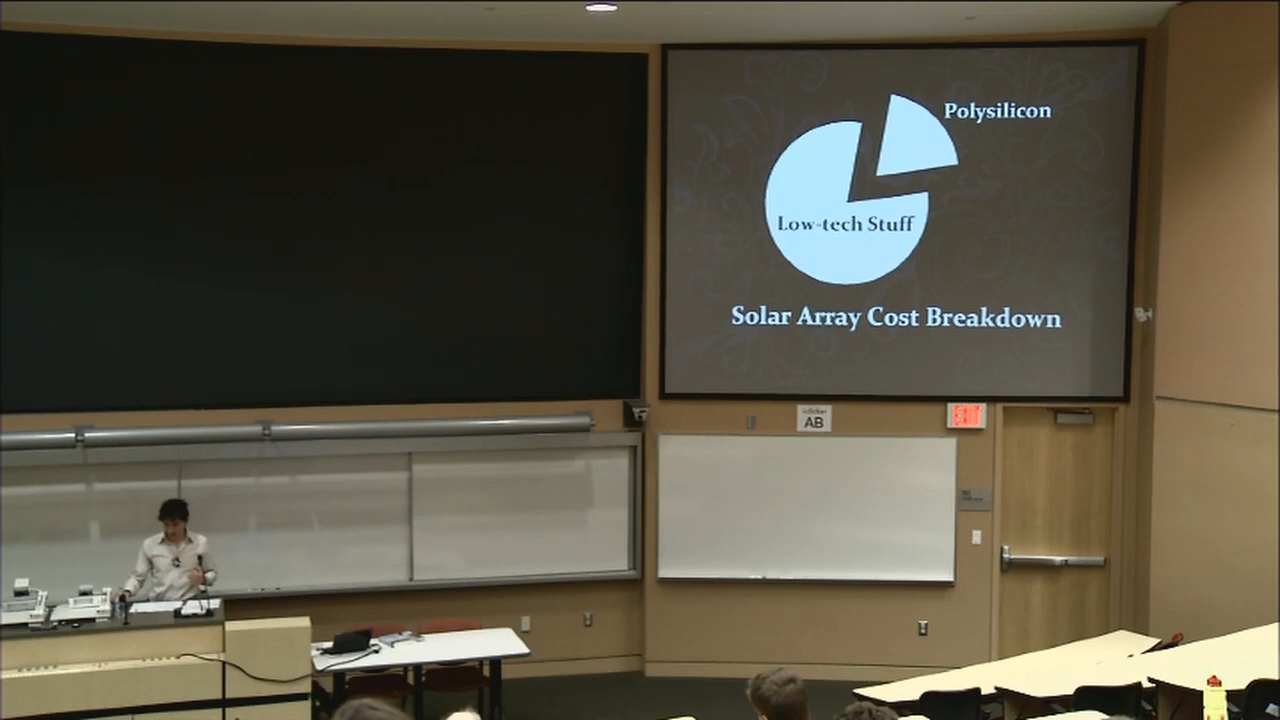 Polysilicon
Low-tech Stuff
Solar Array Cost Breakdown
AB
EXIT